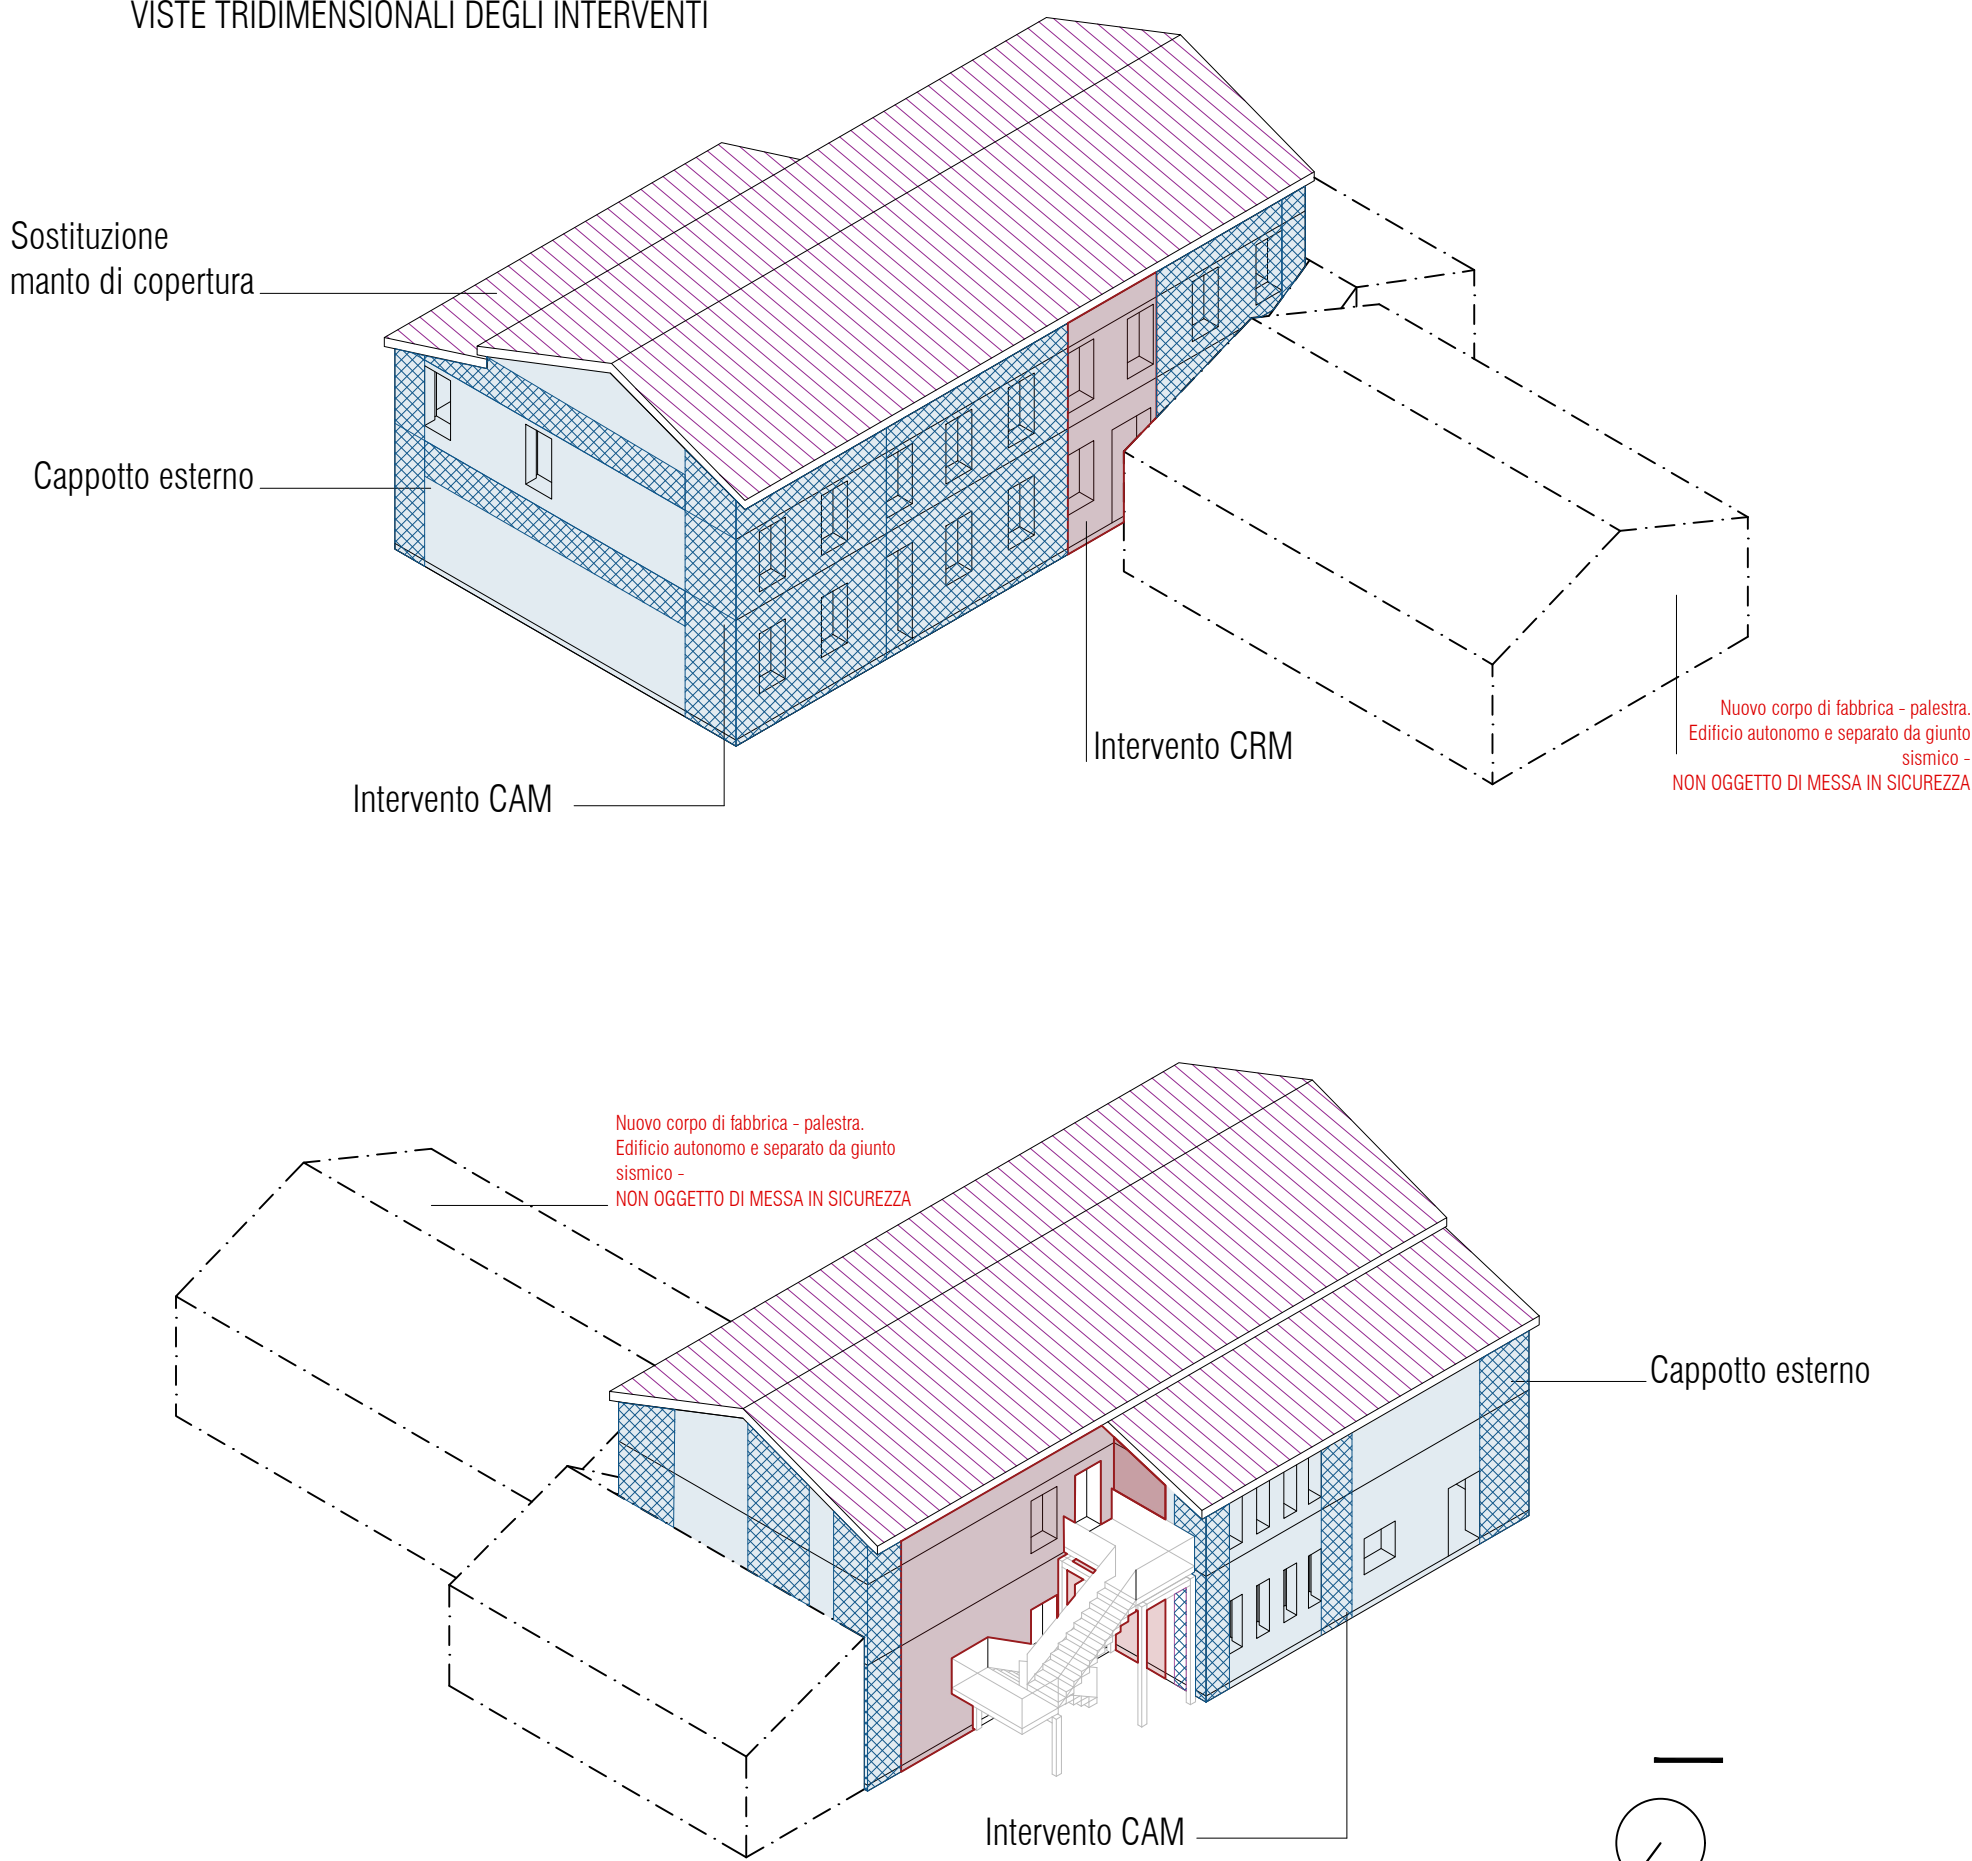 VISTE TRIDIMENSIONALI DEGLI INTERVENTI
Sostituzione
manto di copertura
Cappotto esterno
Intervento CAM
Intervento CRM
Nuovo corpo di fabbrica - palestra.
Edificio autonomo e separato da giunto
sismico -
NON OGGETTO DI MESSA IN SICUREZZA
Nuovo corpo di fabbrica - palestra.
Edificio autonomo e separato da giunto
sismico -
NON OGGETTO DI MESSA IN SICUREZZA
Cappotto esterno
Intervento CAM